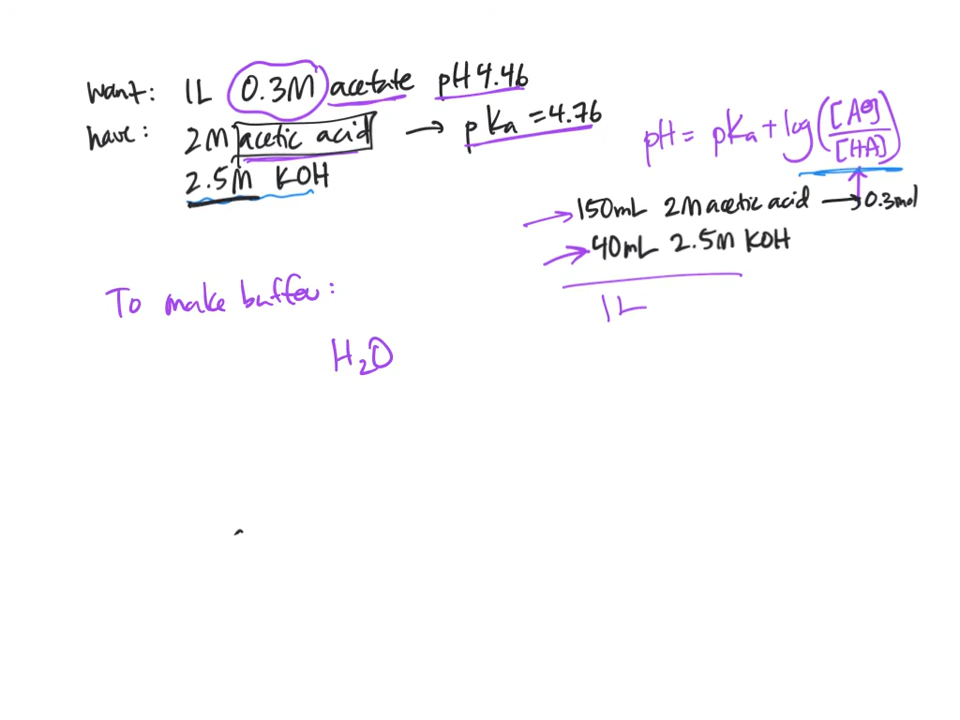 want: 1L 0.3M acetate pH 4.46
have: 2M acetic acid → pKa = 4.76
2.5M KOH
pH = pKa + log ([A⊖]/[HA])
→ 150mL 2M acetic acid → 0.3mol
→ 40mL 2.5M KOH
1L
To make buffer:
H₂O